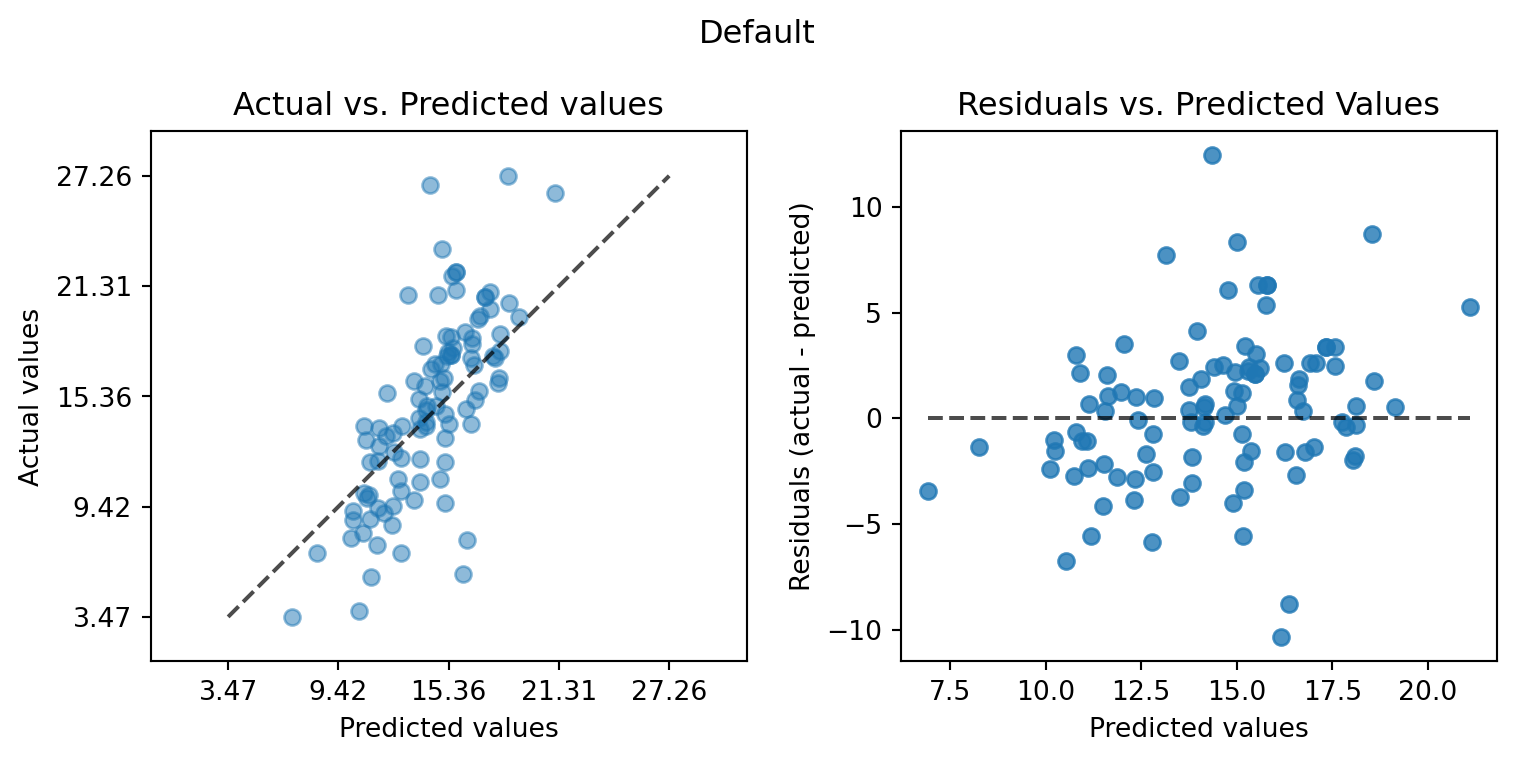 Default
Actual vs. Predicted values
Actual values
27.26
21.31
15.36
9.42
3.47
3.47 9.42 15.36 21.31 27.26
Predicted values
Residuals vs. Predicted Values
Residuals (actual - predicted)
10
5
0
−5
−10
7.5 10.0 12.5 15.0 17.5 20.0
Predicted values